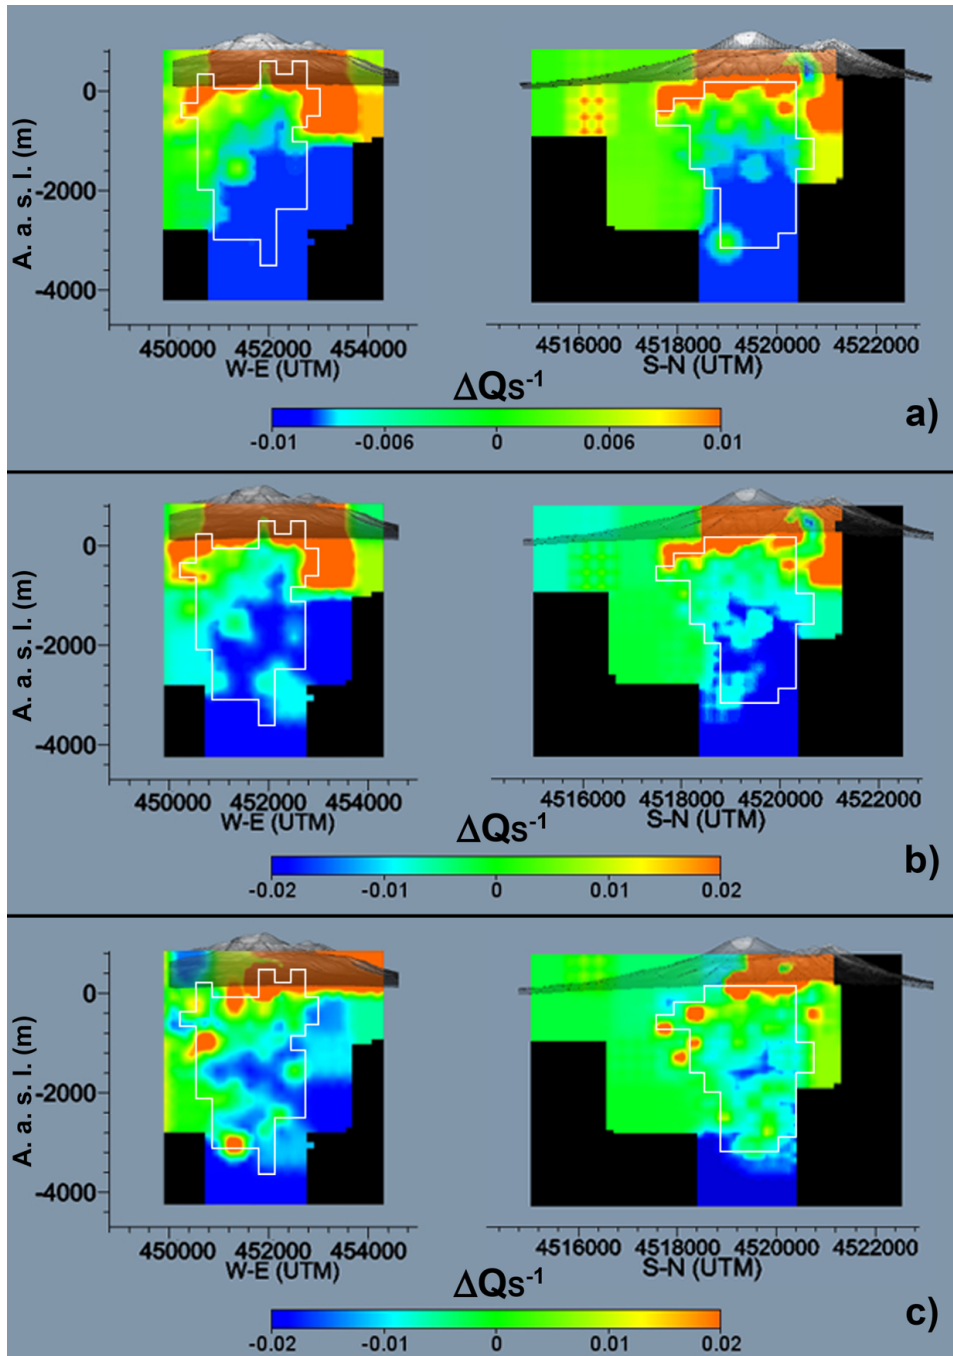 A. a. s. l. (m)
0
-2000
-4000
450000 452000 454000
W-E (UTM)
4516000 4518000 4520000 4522000
S-N (UTM)
ΔQs⁻¹
-0.01 -0.006 0 0.006 0.01
a)
A. a. s. l. (m)
0
-2000
-4000
450000 452000 454000
W-E (UTM)
4516000 4518000 4520000 4522000
S-N (UTM)
ΔQs⁻¹
-0.02 -0.01 0 0.01 0.02
b)
A. a. s. l. (m)
0
-2000
-4000
450000 452000 454000
W-E (UTM)
4516000 4518000 4520000 4522000
S-N (UTM)
ΔQs⁻¹
-0.02 -0.01 0 0.01 0.02
c)